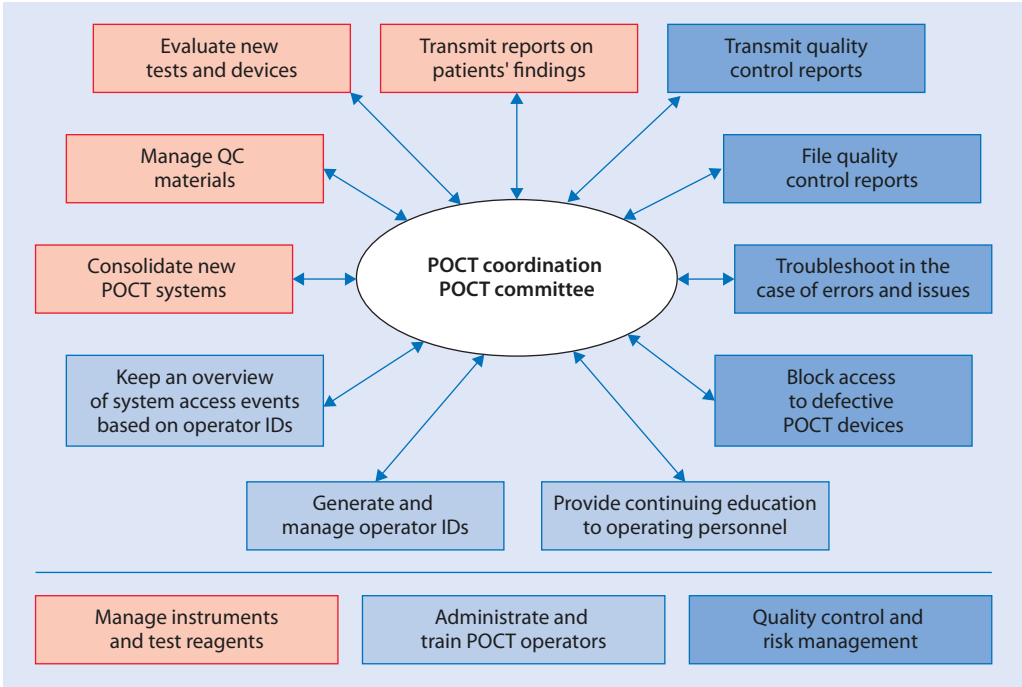 Evaluate new
tests and devices
Transmit reports on
patients' findings
Transmit quality
control reports
Manage QC
materials
File quality
control reports
Consolidate new
POCT systems
POCT coordination
POCT committee
Troubleshoot in the
case of errors and issues
Keep an overview
of system access events
based on operator IDs
Block access
to defective
POCT devices
Generate and
manage operator IDs
Provide continuing education
to operating personnel
Manage instruments
and test reagents
Administrate and
train POCT operators
Quality control and
risk management